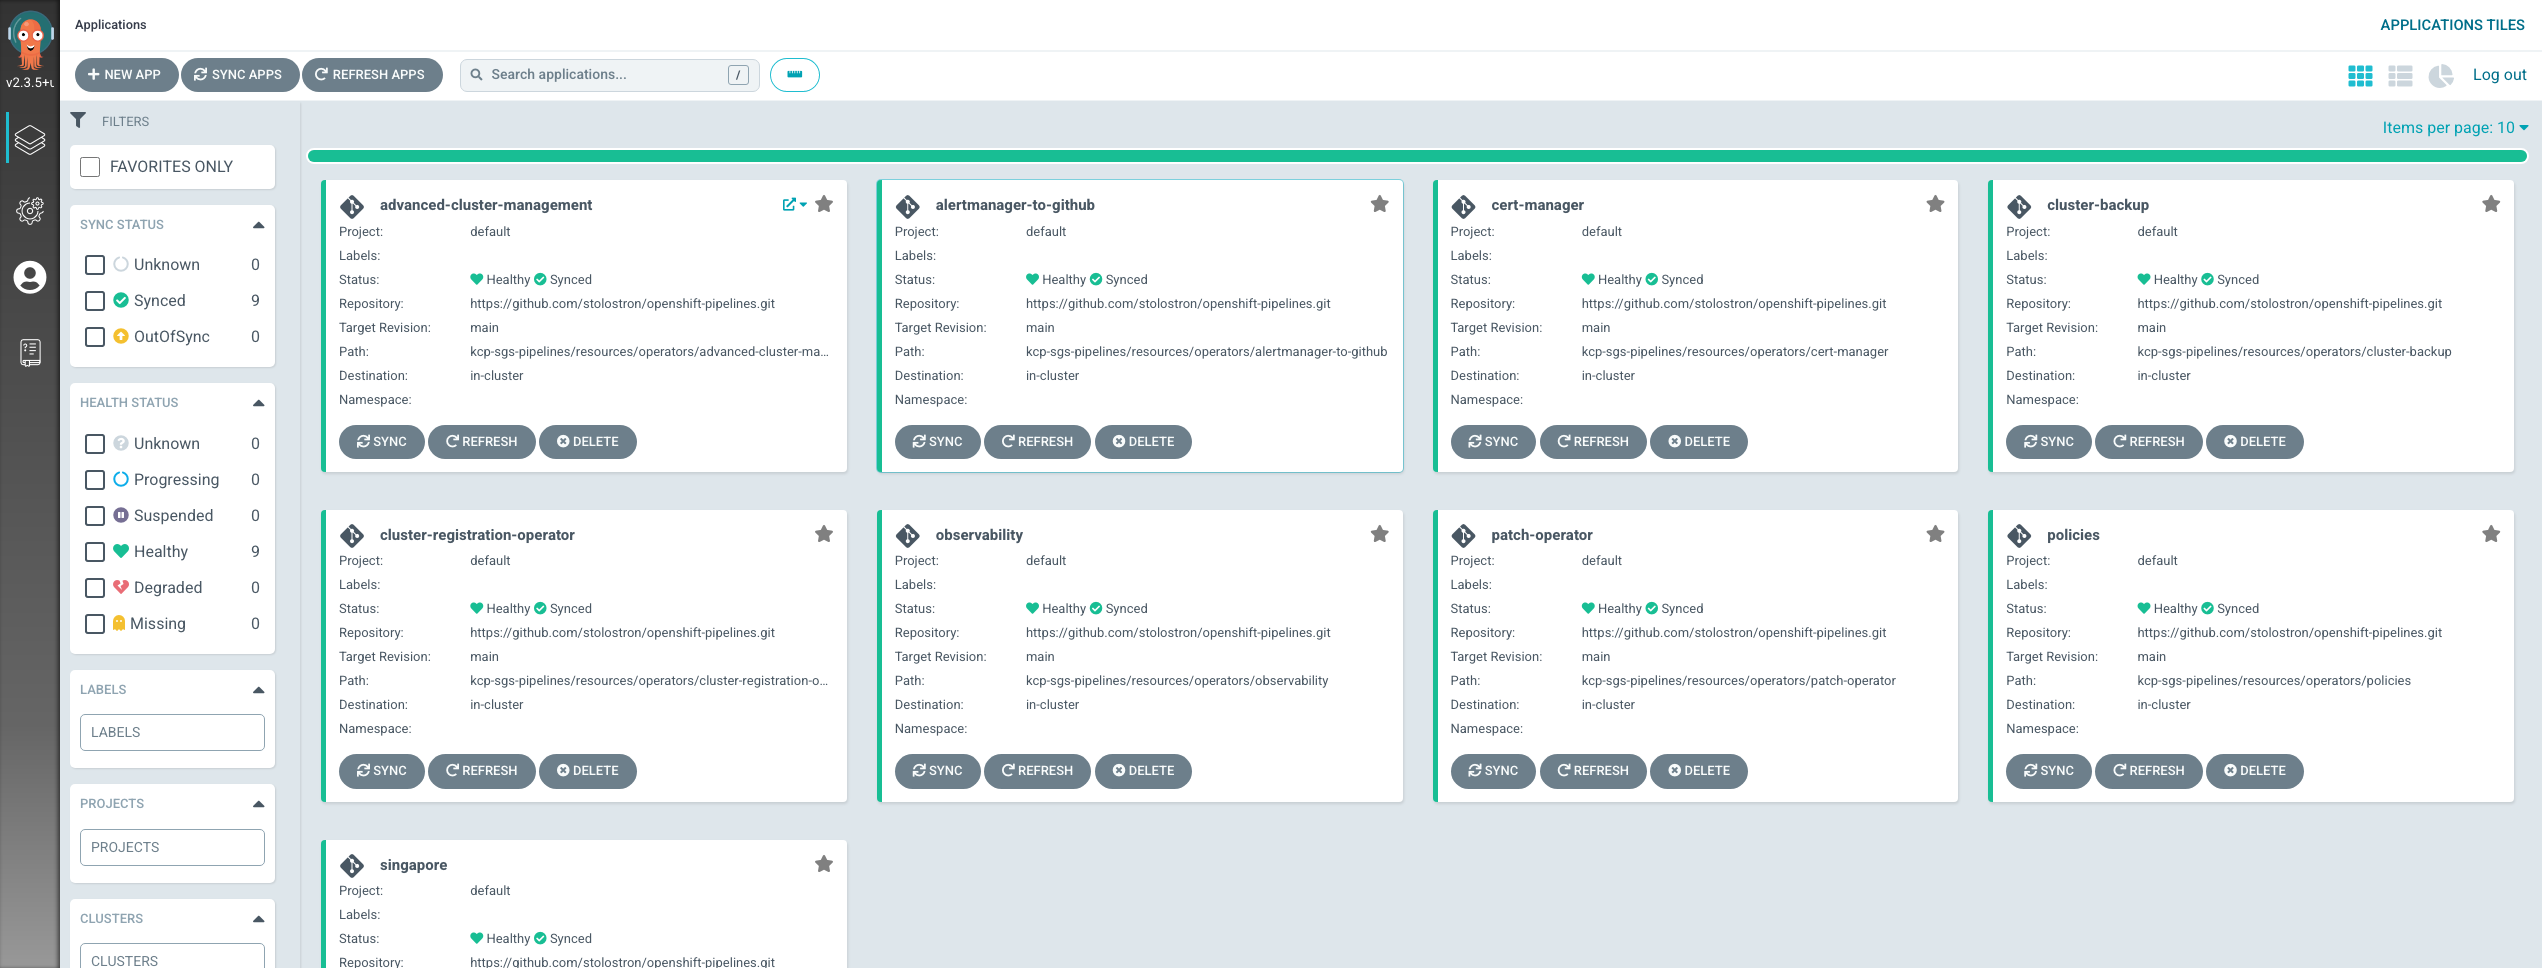 Applications
APPLICATIONS TILES
v2.3.5+u
NEW APP
SYNC APPS
REFRESH APPS
Search applications...
/
Log out
FILTERS
FAVORITES ONLY
SYNC STATUS
Unknown 0
Synced 9
OutOfSync 0
HEALTH STATUS
Unknown 0
Progressing 0
Suspended 0
Healthy 9
Degraded 0
Missing 0
LABELS
LABELS
PROJECTS
PROJECTS
CLUSTERS
CLUSTERS
Items per page: 10
advanced-cluster-management
Project: default
Labels:
Status: Healthy Synced
Repository: https://github.com/stolostron/openshift-pipelines.git
Target Revision: main
Path: kcp-sgs-pipelines/resources/operators/advanced-cluster-ma...
Destination: in-cluster
Namespace:
SYNC REFRESH DELETE
alertmanager-to-github
Project: default
Labels:
Status: Healthy Synced
Repository: https://github.com/stolostron/openshift-pipelines.git
Target Revision: main
Path: kcp-sgs-pipelines/resources/operators/alertmanager-to-github
Destination: in-cluster
Namespace:
SYNC REFRESH DELETE
cert-manager
Project: default
Labels:
Status: Healthy Synced
Repository: https://github.com/stolostron/openshift-pipelines.git
Target Revision: main
Path: kcp-sgs-pipelines/resources/operators/cert-manager
Destination: in-cluster
Namespace:
SYNC REFRESH DELETE
cluster-backup
Project: default
Labels:
Status: Healthy Synced
Repository: https://github.com/stolostron/openshift-pipelines.git
Target Revision: main
Path: kcp-sgs-pipelines/resources/operators/cluster-backup
Destination: in-cluster
Namespace:
SYNC REFRESH DELETE
cluster-registration-operator
Project: default
Labels:
Status: Healthy Synced
Repository: https://github.com/stolostron/openshift-pipelines.git
Target Revision: main
Path: kcp-sgs-pipelines/resources/operators/cluster-registration-o...
Destination: in-cluster
Namespace:
SYNC REFRESH DELETE
observability
Project: default
Labels:
Status: Healthy Synced
Repository: https://github.com/stolostron/openshift-pipelines.git
Target Revision: main
Path: kcp-sgs-pipelines/resources/operators/observability
Destination: in-cluster
Namespace:
SYNC REFRESH DELETE
patch-operator
Project: default
Labels:
Status: Healthy Synced
Repository: https://github.com/stolostron/openshift-pipelines.git
Target Revision: main
Path: kcp-sgs-pipelines/resources/operators/patch-operator
Destination: in-cluster
Namespace:
SYNC REFRESH DELETE
policies
Project: default
Labels:
Status: Healthy Synced
Repository: https://github.com/stolostron/openshift-pipelines.git
Target Revision: main
Path: kcp-sgs-pipelines/resources/operators/policies
Destination: in-cluster
Namespace:
SYNC REFRESH DELETE
singapore
Project: default
Labels:
Status: Healthy Synced
Repository: https://github.com/stolostron/openshift-pipelines.git